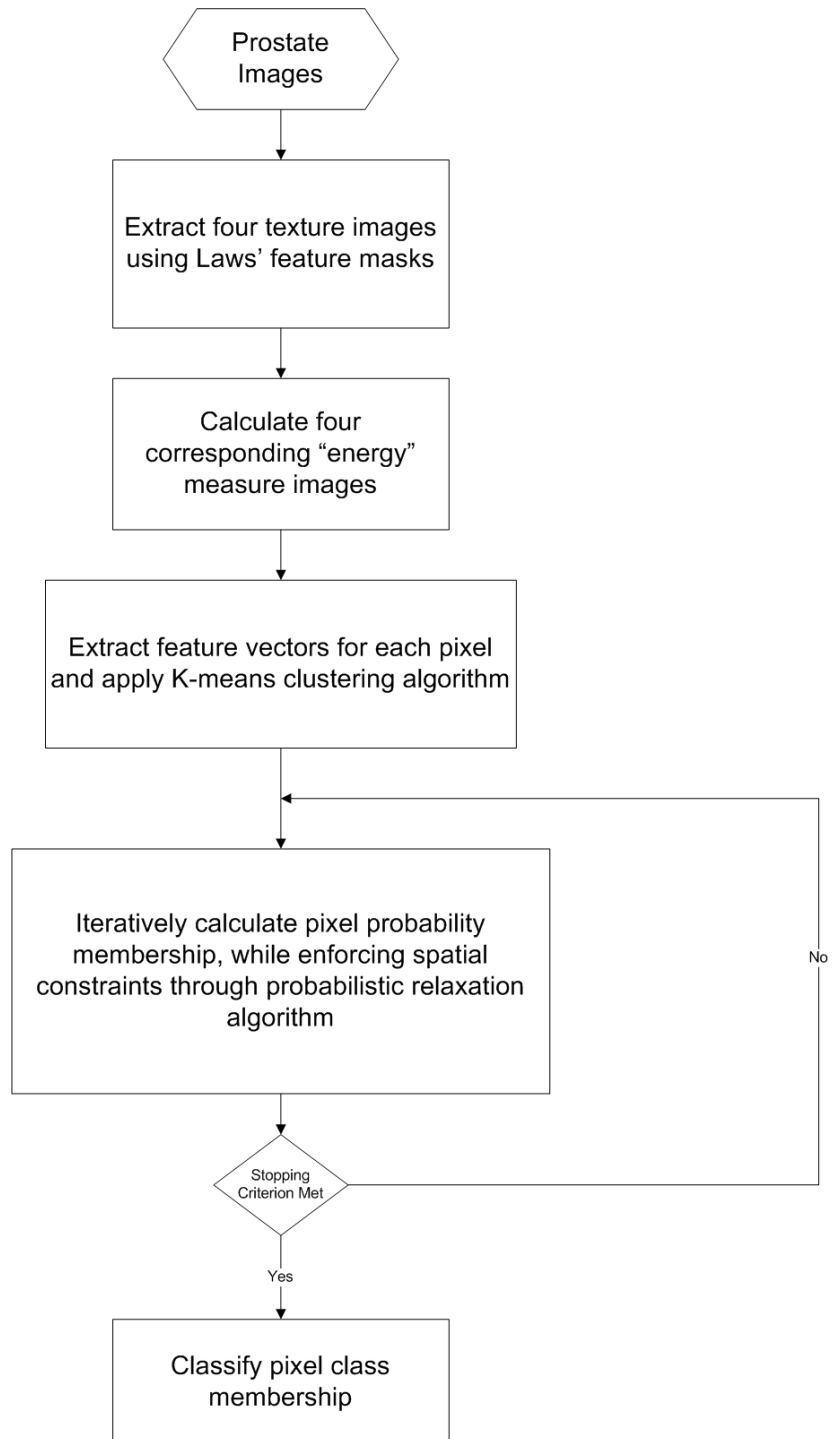 Prostate
Images
Extract four texture images
using Laws’ feature masks
Calculate four
corresponding “energy”
measure images
Extract feature vectors for each pixel
and apply K-means clustering algorithm
Iteratively calculate pixel probability
membership, while enforcing spatial
constraints through probabilistic relaxation
algorithm
No
Stopping
Criterion Met
Yes
Classify pixel class
membership